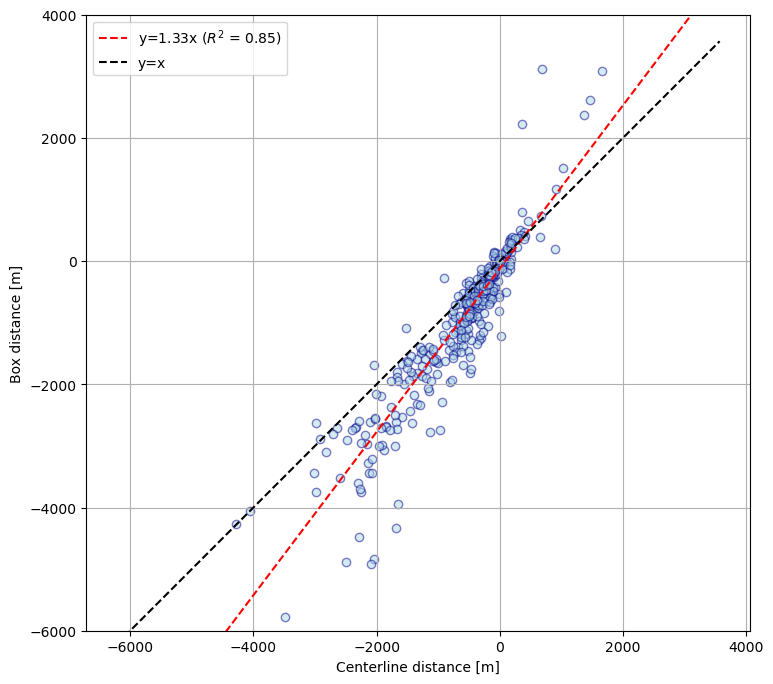 y=1.33x (R² = 0.85)
y=x
4000
2000
0
−2000
−4000
−6000
Box distance [m]
−6000 −4000 −2000 0 2000 4000
Centerline distance [m]